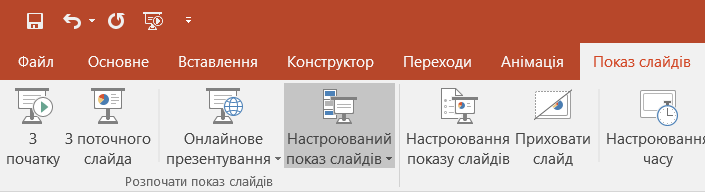 Файл Основне Вставлення Конструктор Переходи Анімація Показ слайдів
З початку
З поточного слайда
Онлайнове презентування
Настроюваний показ слайдів
Настроювання показу слайдів
Приховати слайд
Настроювання часу
Розпочати показ слайдів